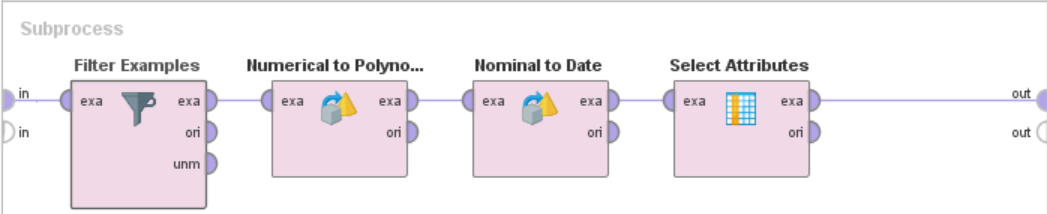 Subprocess
Filter Examples
Numerical to Polyno...
Nominal to Date
Select Attributes
in
exa
exa
exa
exa
exa
exa
exa
exa
out
in
ori
ori
ori
ori
out
unm